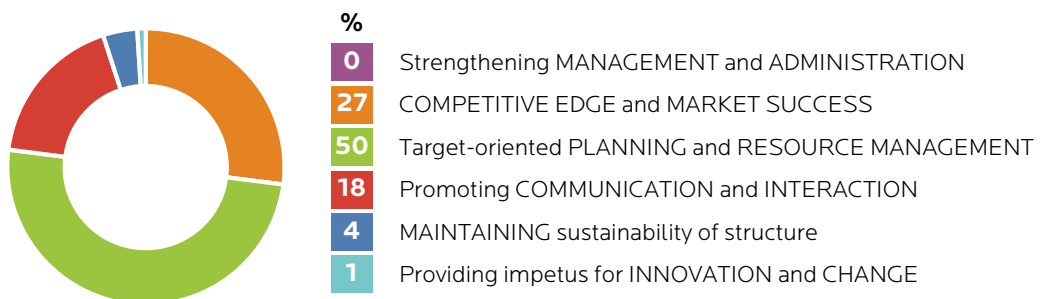 %
0 Strengthening MANAGEMENT and ADMINISTRATION
27 COMPETITIVE EDGE and MARKET SUCCESS
50 Target-oriented PLANNING and RESOURCE MANAGEMENT
18 Promoting COMMUNICATION and INTERACTION
4 MAINTAINING sustainability of structure
1 Providing impetus for INNOVATION and CHANGE